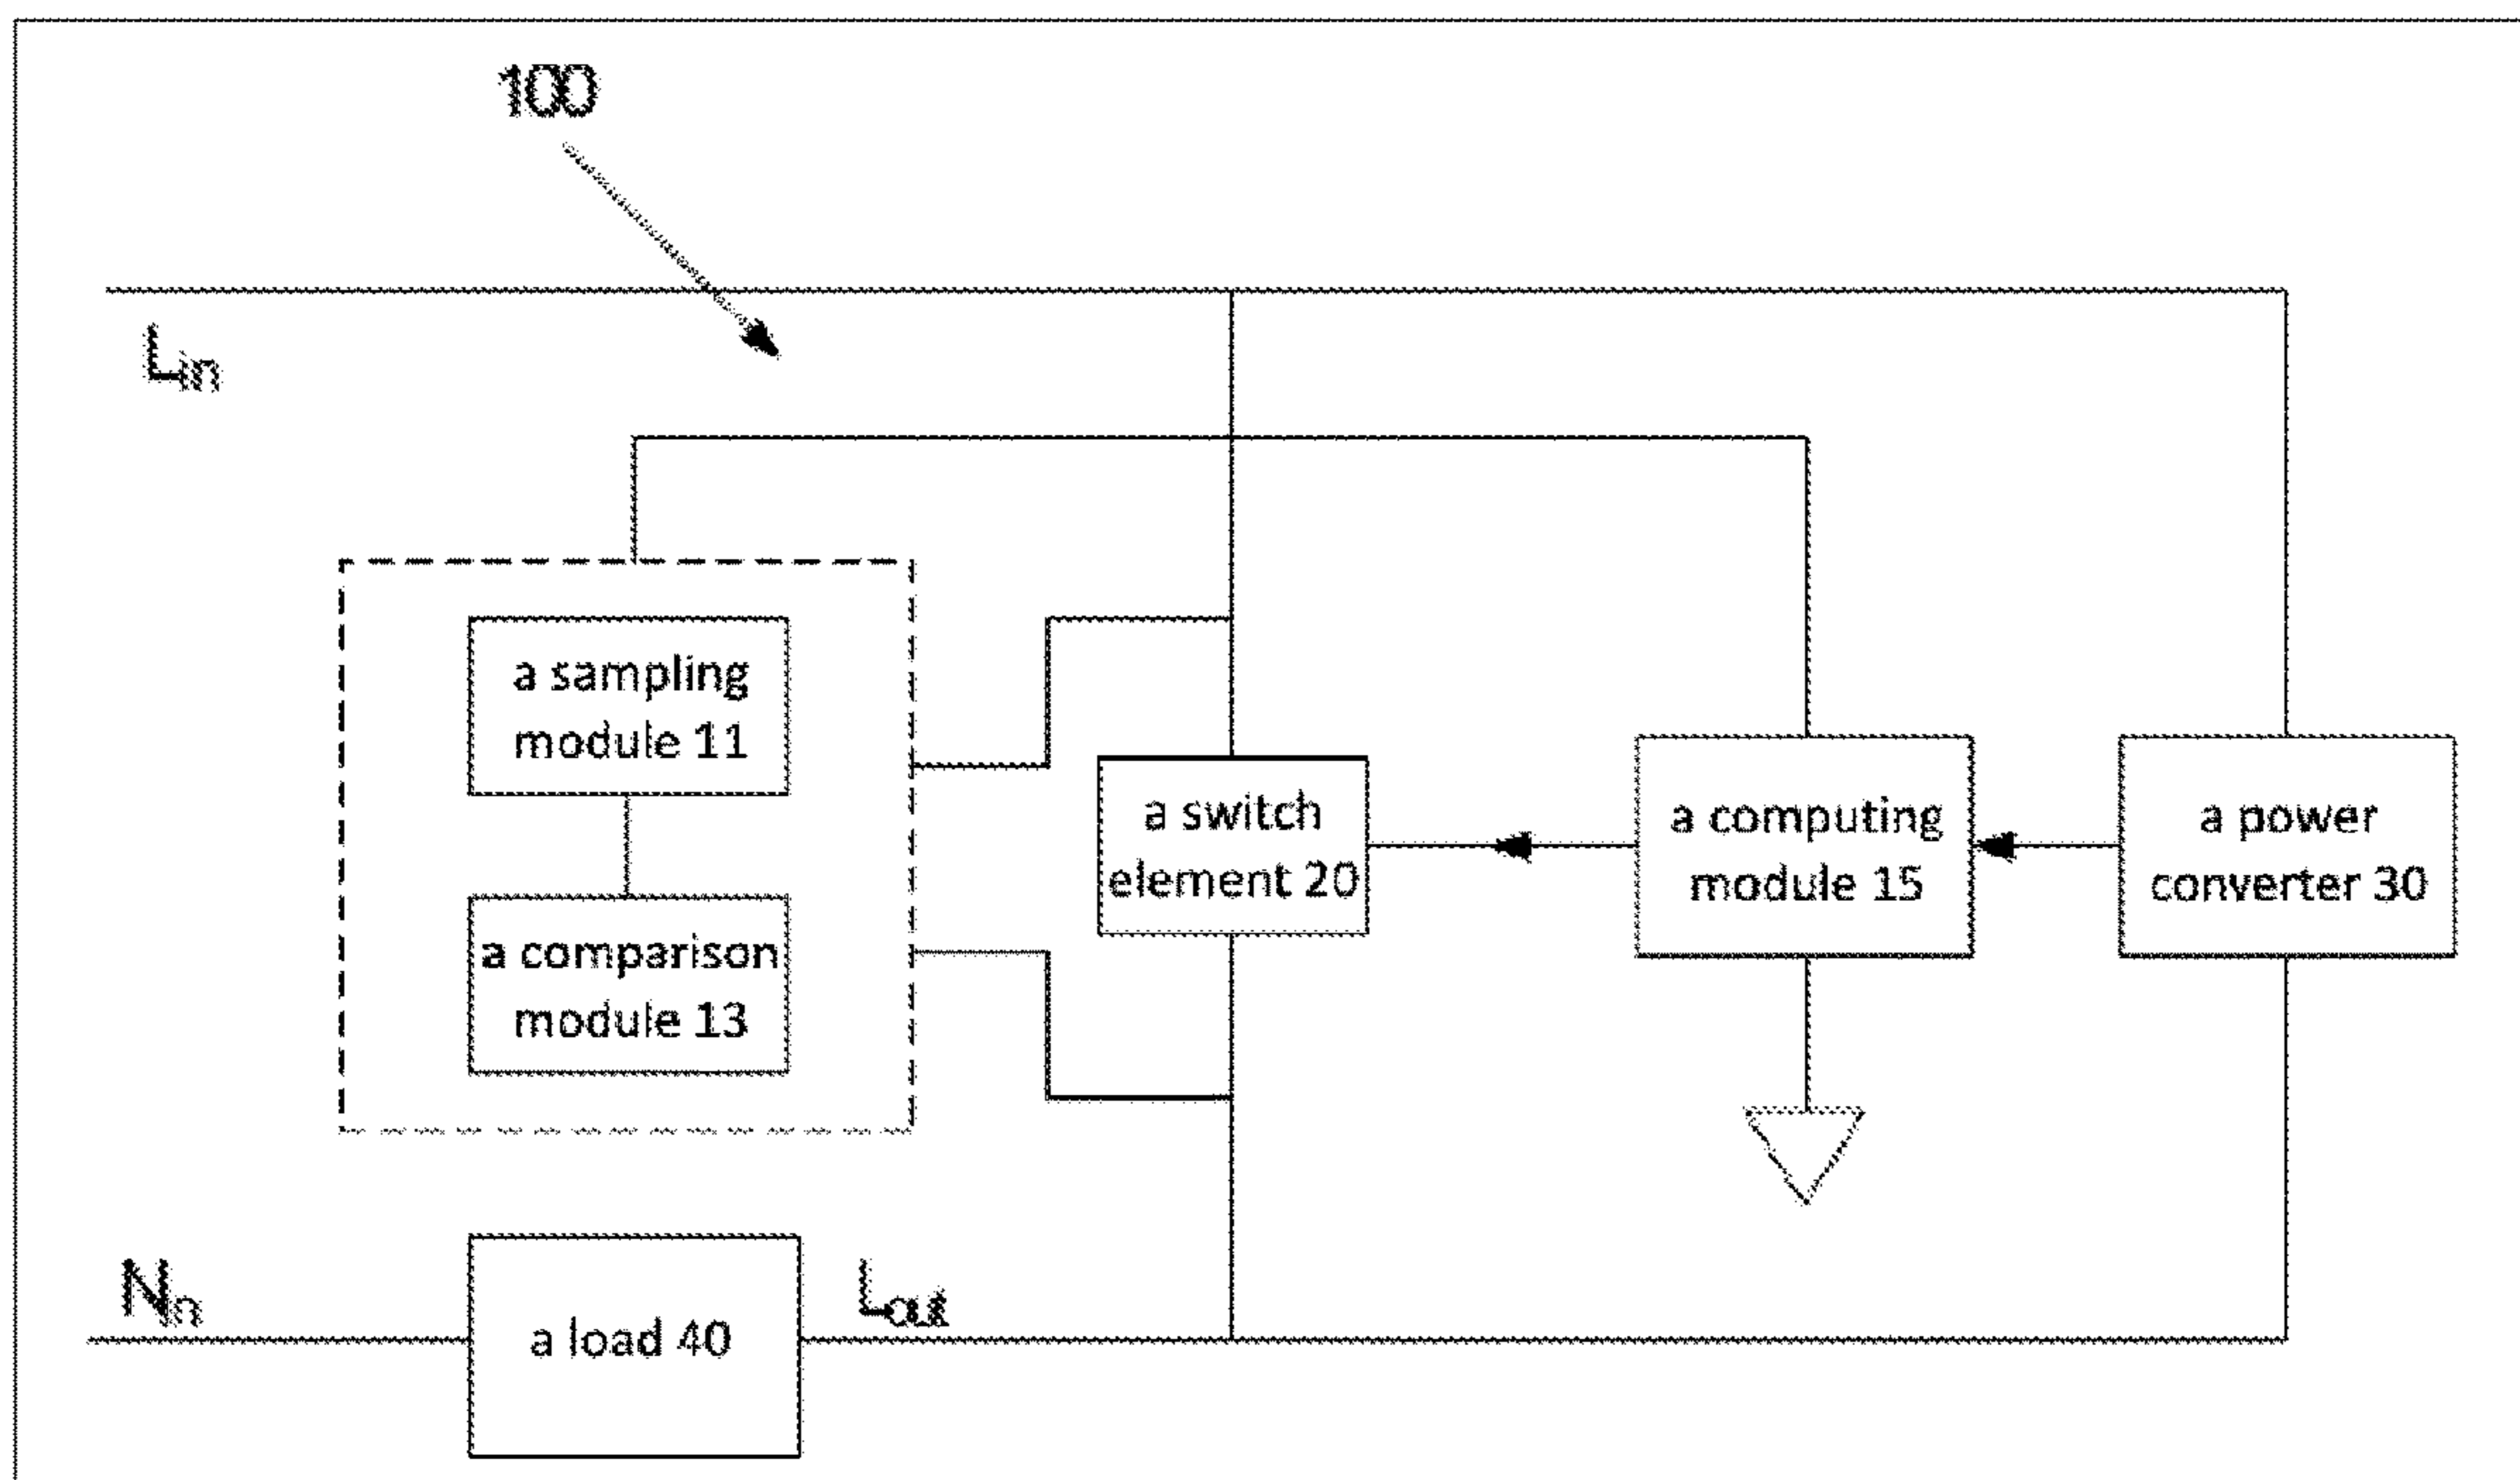 100
Lin
a sampling
module 11
a switch
element 20
a computing
module 15
a power
converter 30
a comparison
module 13
Nin
a load 40
Lout